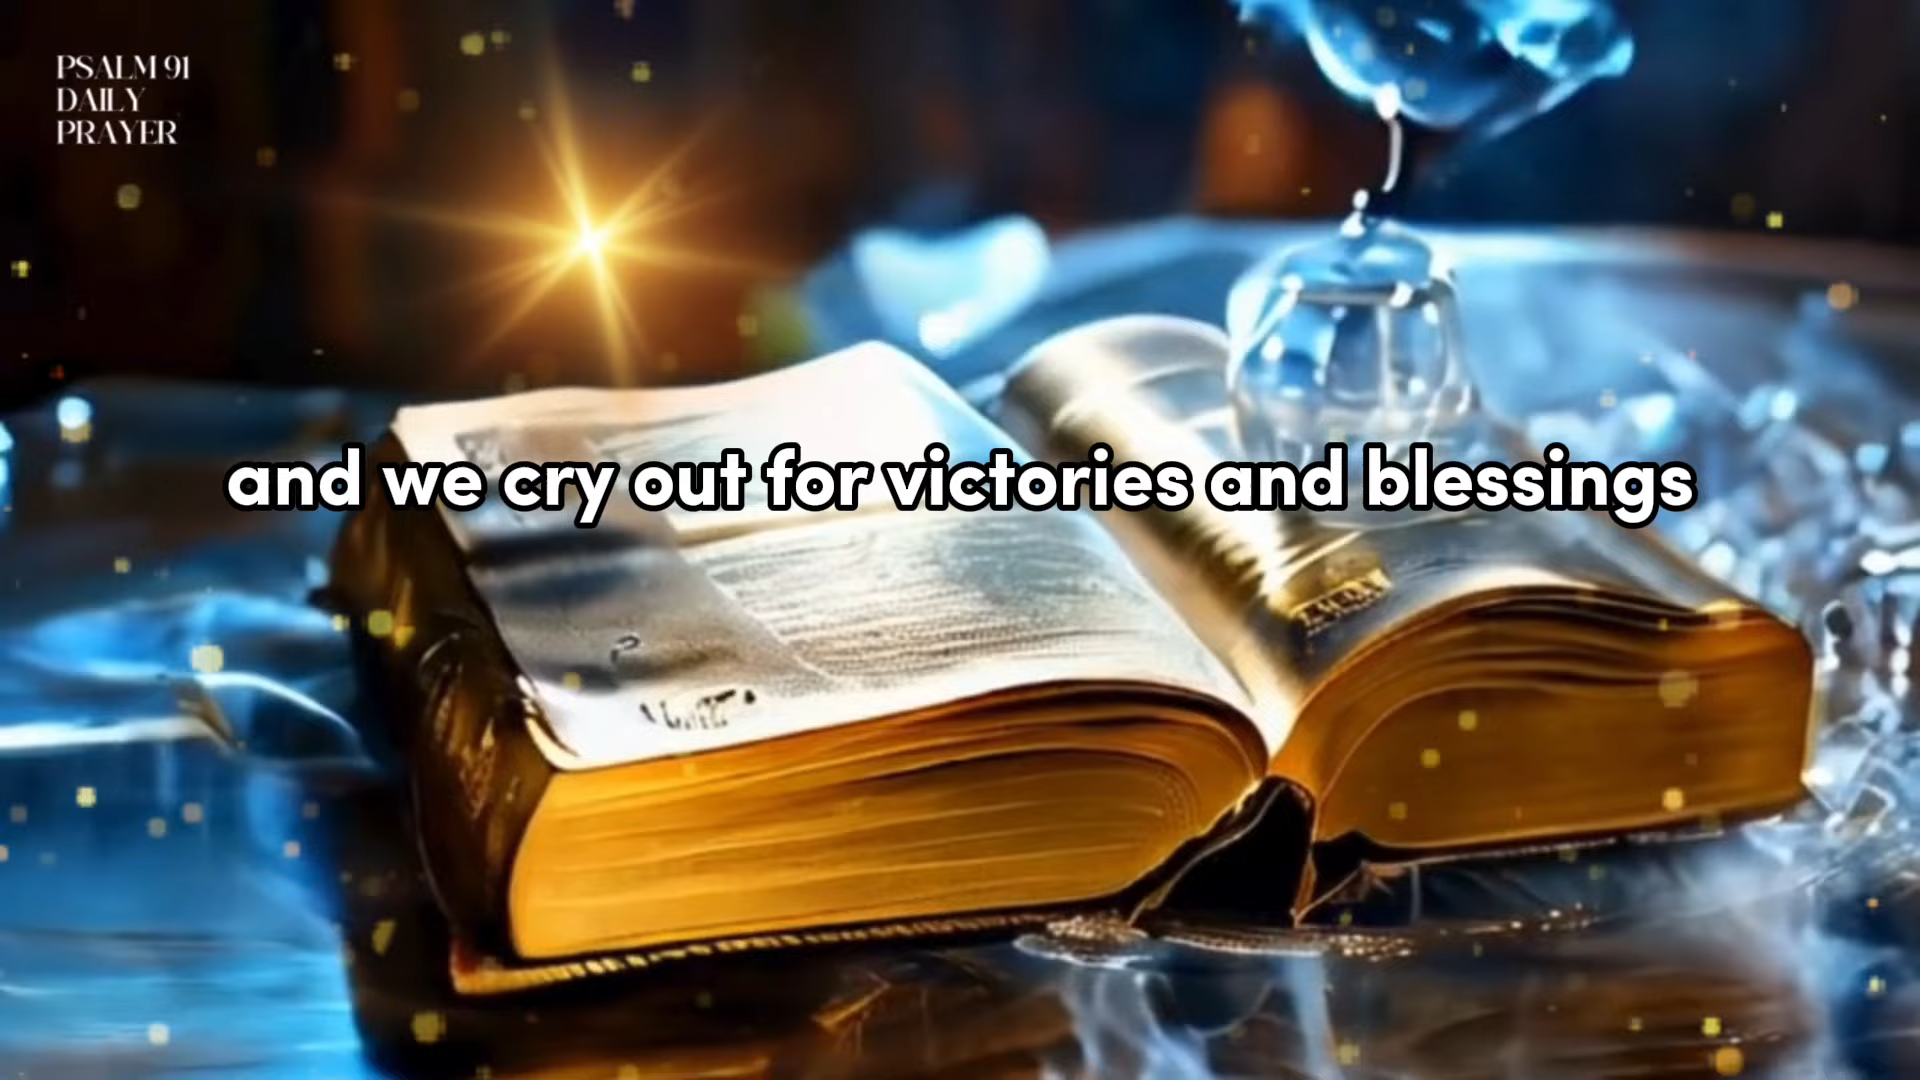 PSALM 91
DAILY
PRAYER
and we cry out for victories and blessings